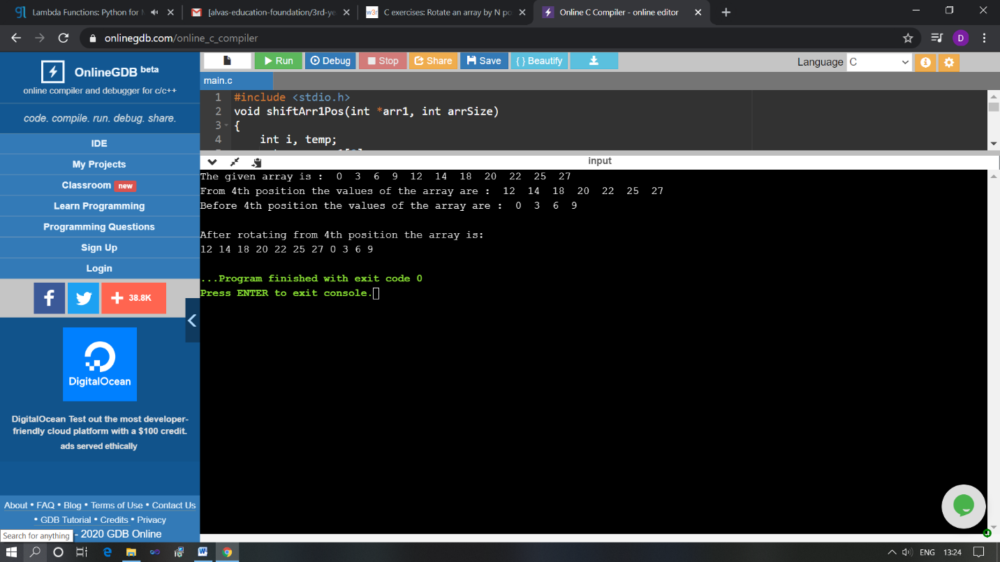 Lambda Functions: Python for
[alvas-education-foundation/3rd-ye
C exercises: Rotate an array by N po
Online C Compiler - online editor
onlinegdb.com/online_c_compiler
D
OnlineGDB beta
online compiler and debugger for c/c++
code. compile. run. debug. share.
IDE
My Projects
Classroom new
Learn Programming
Programming Questions
Sign Up
Login
38.8K
DigitalOcean
DigitalOcean Test out the most developer-
friendly cloud platform with a $100 credit.
ads served ethically
About • FAQ • Blog • Terms of Use • Contact Us
• GDB Tutorial • Credits • Privacy
- 2020 GDB Online
Search for anything
Run Debug Stop Share Save { } Beautify
Language C
main.c
1 #include <stdio.h>
2 void shiftArr1Pos(int *arr1, int arrSize)
3 {
4 int i, temp;
input
The given array is : 0 3 6 9 12 14 18 20 22 25 27
From 4th position the values of the array are : 12 14 18 20 22 25 27
Before 4th position the values of the array are : 0 3 6 9
After rotating from 4th position the array is:
12 14 18 20 22 25 27 0 3 6 9
...Program finished with exit code 0
Press ENTER to exit console.
ENG 13:24